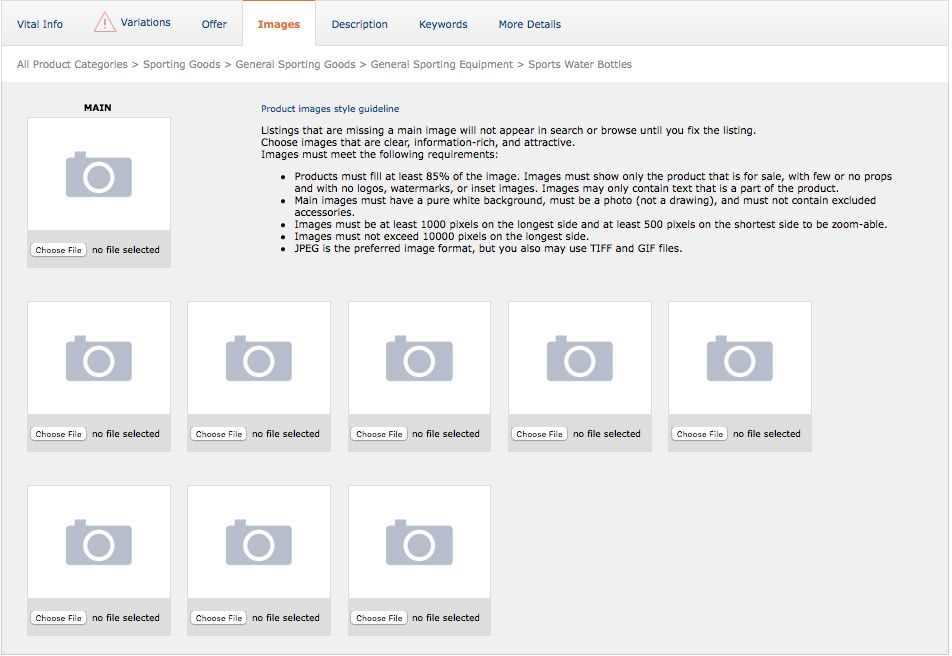 Vital Info
Variations
Offer
Images
Description
Keywords
More Details
All Product Categories > Sporting Goods > General Sporting Goods > General Sporting Equipment > Sports Water Bottles
MAIN
Choose File no file selected
Product images style guideline
Listings that are missing a main image will not appear in search or browse until you fix the listing.
Choose images that are clear, information-rich, and attractive.
Images must meet the following requirements:
• Products must fill at least 85% of the image. Images must show only the product that is for sale, with few or no props
and with no logos, watermarks, or inset images. Images may only contain text that is a part of the product.
• Main images must have a pure white background, must be a photo (not a drawing), and must not contain excluded
accessories.
• Images must be at least 1000 pixels on the longest side and at least 500 pixels on the shortest side to be zoom-able.
• Images must not exceed 10000 pixels on the longest side.
• JPEG is the preferred image format, but you also may use TIFF and GIF files.
Choose File no file selected
Choose File no file selected
Choose File no file selected
Choose File no file selected
Choose File no file selected
Choose File no file selected
Choose File no file selected
Choose File no file selected